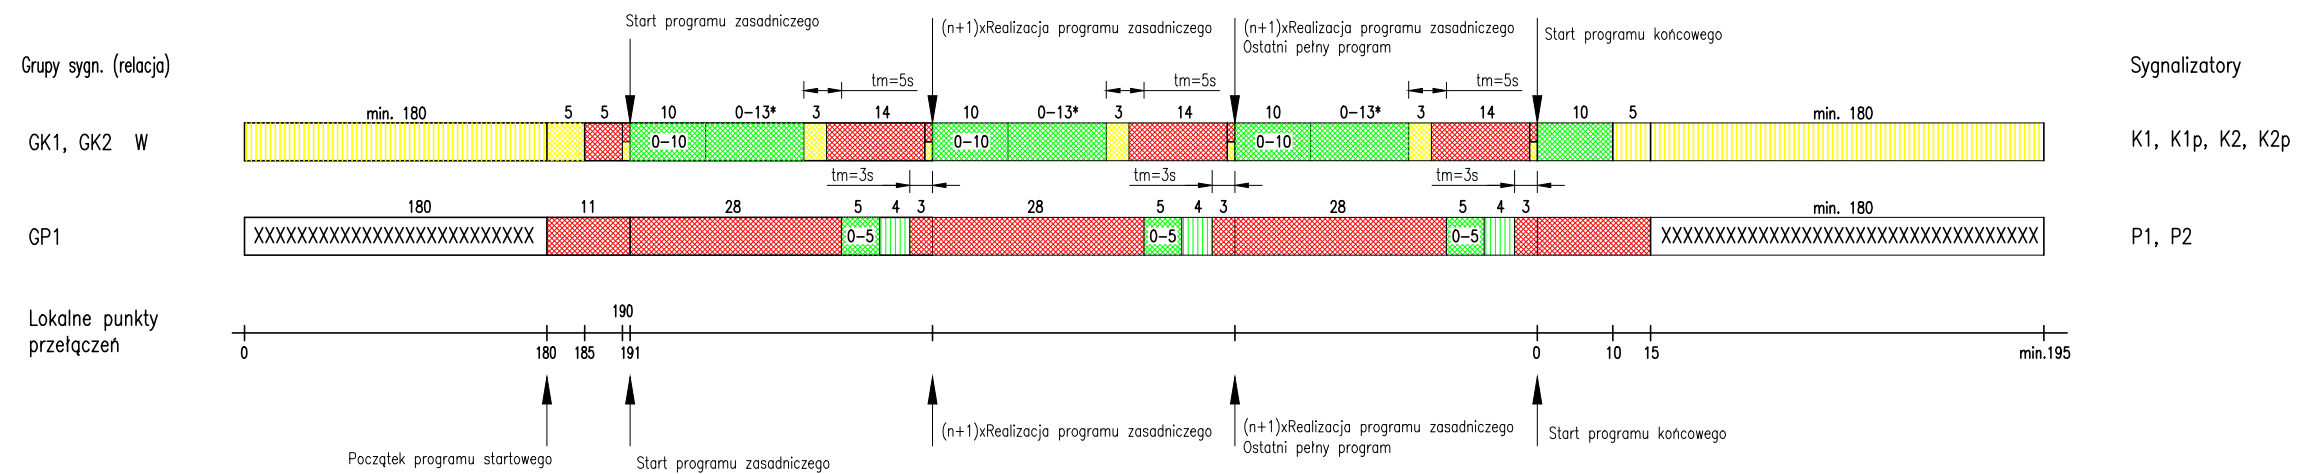 Start programu zasadniczego
(n+1)xRealizacja programu zasadniczego
(n+1)xRealizacja programu zasadniczego
Ostatni pełny program
Start programu końcowego
Grupy sygn. (relacja)
Sygnalizatory
tm=5s
tm=5s
tm=5s
min. 180 5 5 10 0-13* 3 14 10 0-13* 3 14 10 0-13* 3 14 10 5 min. 180
GK1, GK2 W 0-10 0-10 0-10 K1, K1p, K2, K2p
tm=3s tm=3s tm=3s
180 11 28 5 4 3 28 5 4 3 28 5 4 3 min. 180
GP1 XXXXXXXXXXXXXXXXXXXXXXXXXX 0-5 0-5 0-5 XXXXXXXXXXXXXXXXXXXXXXXXXXXXXXXXXXX P1, P2
190
Lokalne punkty
przełączeń
0 180 185 191 0 10 15 min.195
(n+1)xRealizacja programu zasadniczego
(n+1)xRealizacja programu zasadniczego
Ostatni pełny program
Start programu końcowego
Początek programu startowego
Start programu zasadniczego